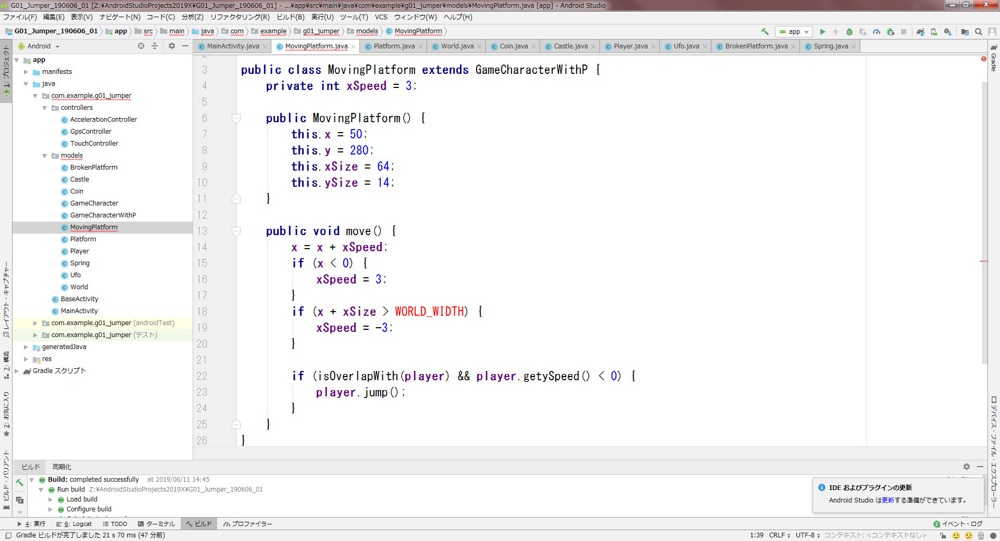 G01_Jumper_190606_01 [Z:¥AndroidStudioProjects2019X¥G01_Jumper_190606_01] - ...¥app¥src¥main¥java¥com¥example¥g01_jumper¥models¥MovingPlatform.java [app] - Android Studio
ファイル(F) 編集(E) 表示(V) ナビゲート(N) コード(C) 分析(Z) リファクタリング(R) ビルド(B) 実行(U) ツール(T) VCS ウィンドウ(W) ヘルプ(H)
G01_Jumper_190606_01 app src main java com example g01_jumper models MovingPlatform app
Android
MainActivity.java MovingPlatform.java Platform.java World.java Coin.java Castle.java Player.java Ufo.java BrokenPlatform.java Spring.java
1: プロジェクト
レイアウト・キャプチャー
Z: 構造
2: お気に入り
ビルド・バリアント
app
manifests
java
com.example.g01_jumper
controllers
AccelerationController
GpsController
TouchController
models
BrokenPlatform
Castle
Coin
GameCharacter
GameCharacterWithP
MovingPlatform
Platform
Player
Spring
Ufo
World
BaseActivity
MainActivity
com.example.g01_jumper (androidTest)
com.example.g01_jumper (テスト)
generatedJava
res
Gradle スクリプト
3 public class MovingPlatform extends GameCharacterWithP {
4 private int xSpeed = 3;
5
6 public MovingPlatform() {
7 this.x = 50;
8 this.y = 280;
9 this.xSize = 64;
10 this.ySize = 14;
11 }
12
13 public void move() {
14 x = x + xSpeed;
15 if (x < 0) {
16 xSpeed = 3;
17 }
18 if (x + xSize > WORLD_WIDTH) {
19 xSpeed = -3;
20 }
21
22 if (isOverlapWith(player) && player.getySpeed() < 0) {
23 player.jump();
24 }
25 }
26 }
Gradle
デバイス・ファイル・エクスプローラー
ビルド 同期化
Build: completed successfully at 2019/06/11 14:45
Run build Z:¥AndroidStudioProjects2019X¥G01_Jumper_190606_01
Load build
Configure build
IDE およびプラグインの更新
Android Studio は更新する準備ができています。
4: 実行 6: Logcat TODO ターミナル ビルド プロファイラー 2 イベント・ログ
Gradle ビルドが完了しました 21 s 70 ms (47 分前) 1:39 CRLF UTF-8 コンテキスト: <コンテキストなし>